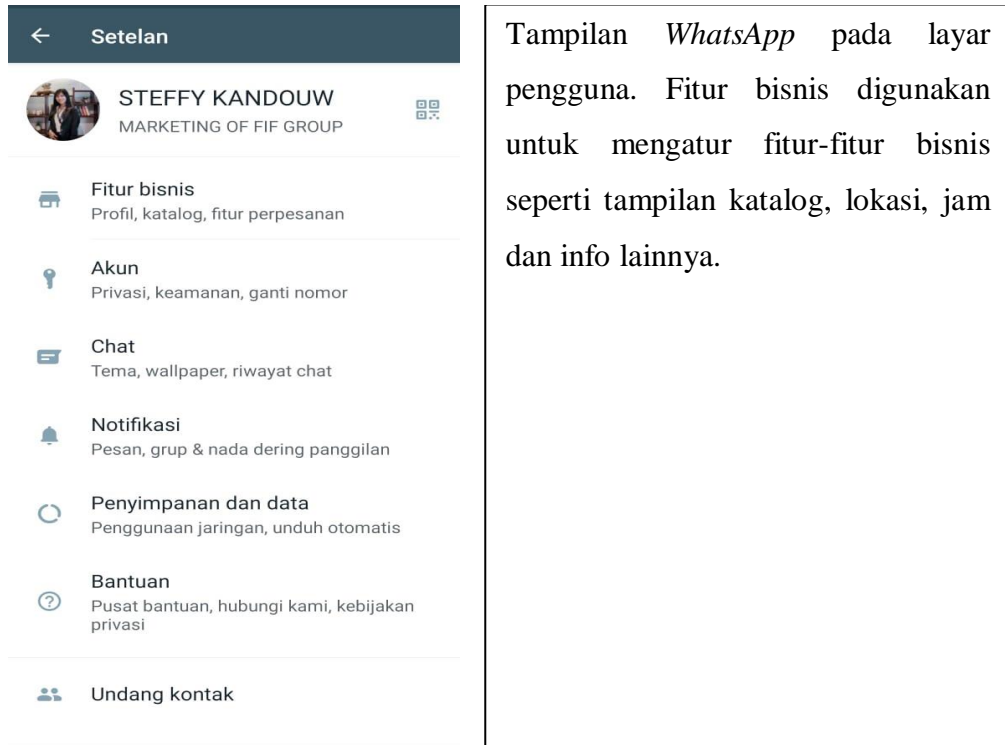 Setelan
STEFFY KANDOUW
MARKETING OF FIF GROUP
Fitur bisnis
Profil, katalog, fitur perpesanan
Akun
Privasi, keamanan, ganti nomor
Chat
Tema, wallpaper, riwayat chat
Notifikasi
Pesan, grup & nada dering panggilan
Penyimpanan dan data
Penggunaan jaringan, unduh otomatis
Bantuan
Pusat bantuan, hubungi kami, kebijakan
privasi
Undang kontak
Tampilan WhatsApp pada layar
pengguna. Fitur bisnis digunakan
untuk mengatur fitur-fitur bisnis
seperti tampilan katalog, lokasi, jam
dan info lainnya.